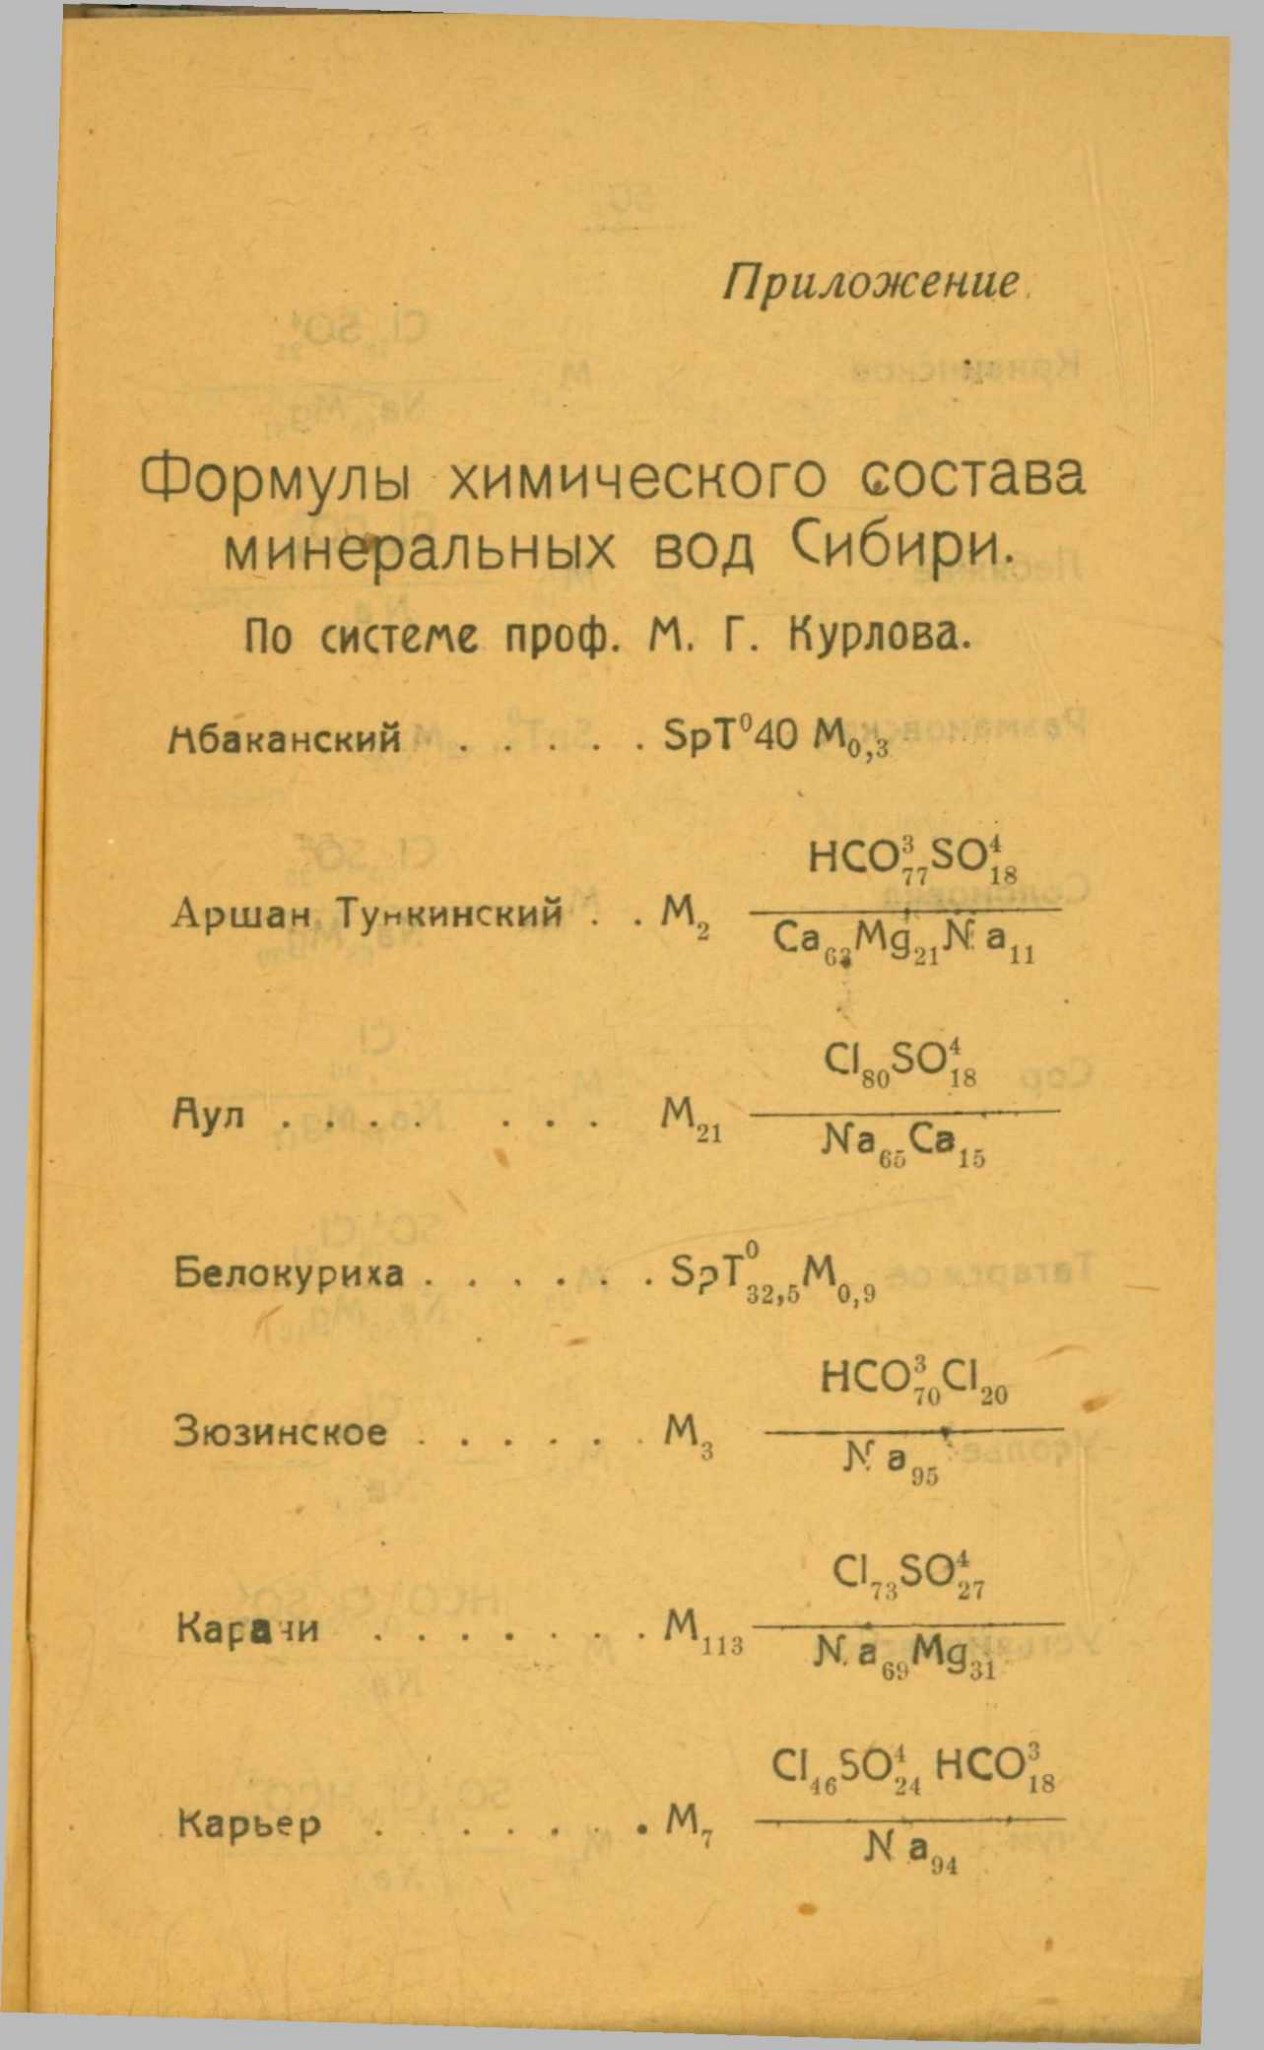 Приложение.
Формулы химического состава
минеральных вод Сибири.
По системе проф. М. Г. Курлова.
Абаканский . . . . . SpT⁰40 M₀,₃
HCO³₇₇SO⁴₁₈
Аршан Тункинский . . M₂
Ca₆₃Mg₂₁Na₁₁
Cl₈₀SO⁴₁₈
Аул . . . . . . . . M₂₁
Na₆₅Ca₁₅
Белокуриха . . . . . . SpT⁰₃₂,₅M₀,₉
HCO³₇₀Cl₂₀
Зюзинское . . . . . . M₃
Na₉₅
Cl₇₃SO⁴₂₇
Карачи . . . . . . . M₁₁₃
Na₆₉Mg₃₁
Cl₄₆SO⁴₂₄ HCO³₁₈
Карьер . . . . . . M₇
Na₉₄